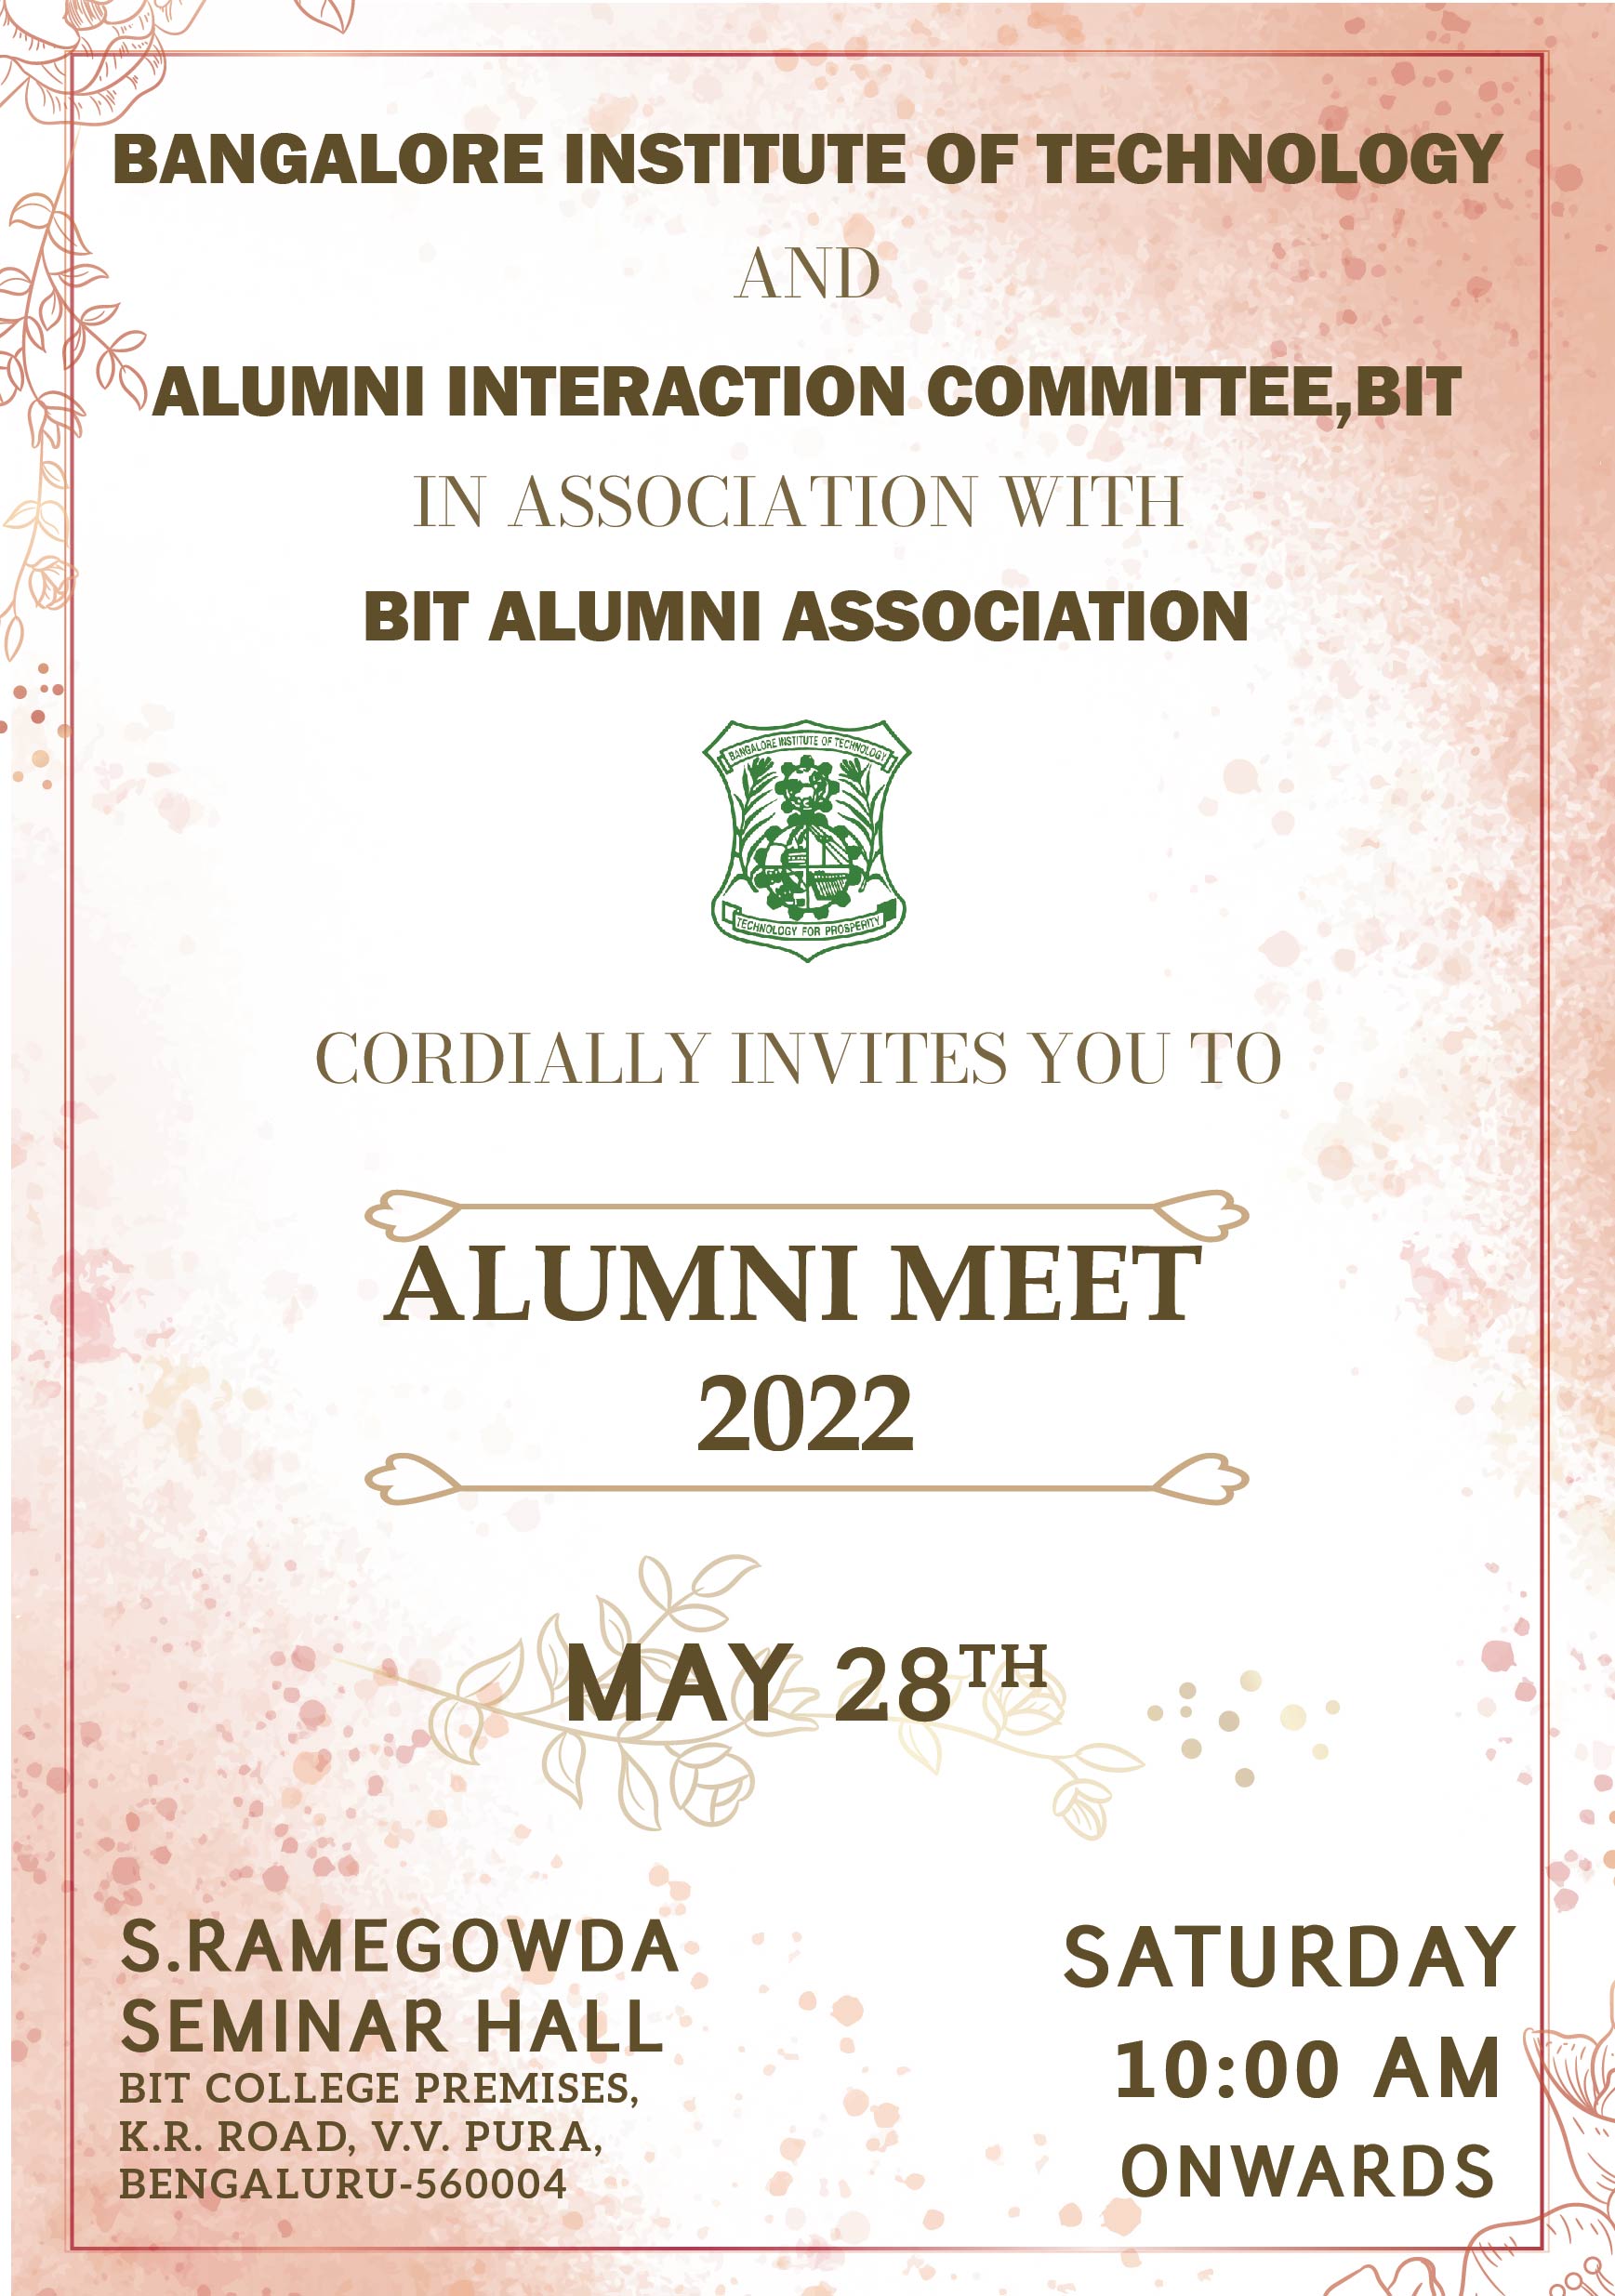 BANGALORE INSTITUTE OF TECHNOLOGY
AND
ALUMNI INTERACTION COMMITTEE,BIT
IN ASSOCIATION WITH
BIT ALUMNI ASSOCIATION
BANGALORE INSTITUTE OF TECHNOLOGY
TECHNOLOGY FOR PROSPERITY
CORDIALLY INVITES YOU TO
ALUMNI MEET
2022
MAY 28TH
S.RAMEGOWDA
SEMINAR HALL
BIT COLLEGE PREMISES,
K.R. ROAD, V.V. PURA,
BENGALURU-560004
SATURDAY
10:00 AM
ONWARDS